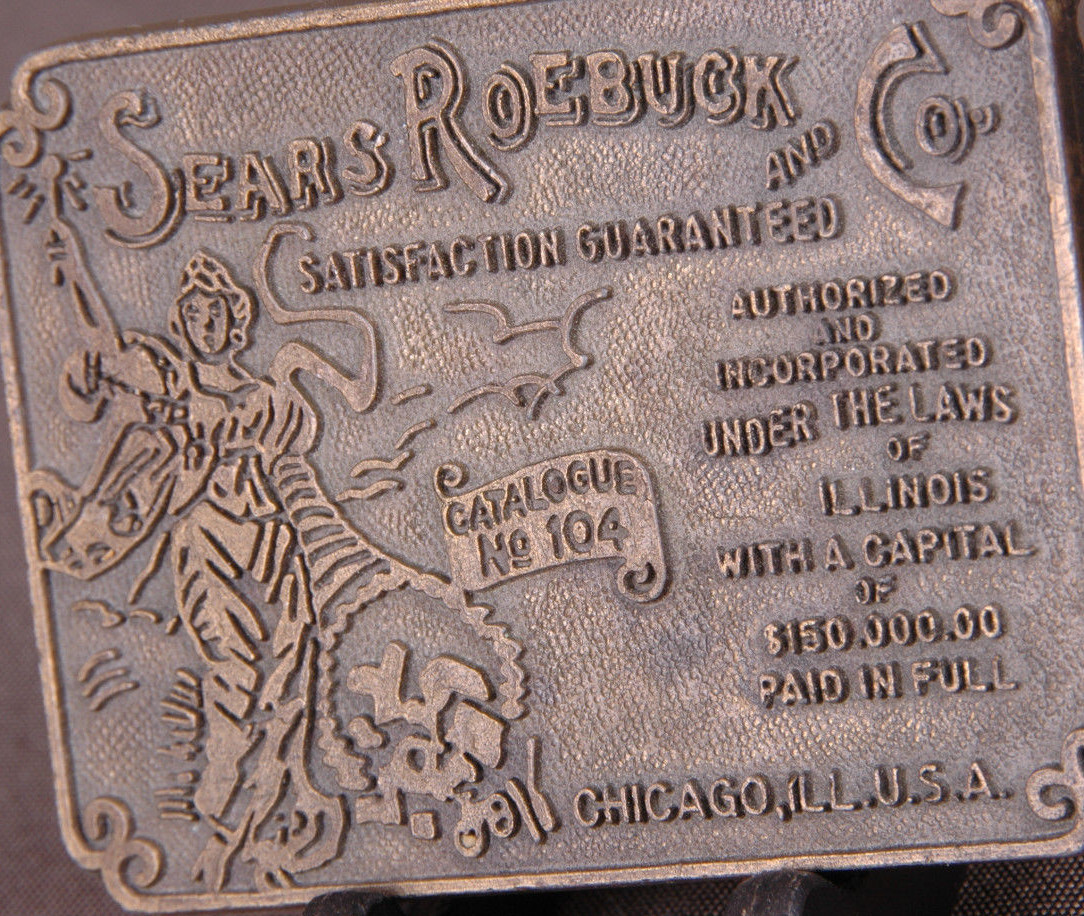 SEARS ROEBUCK AND CO.
SATISFACTION GUARANTEED
AUTHORIZED
AND
INCORPORATED
UNDER THE LAWS
OF
ILLINOIS
WITH A CAPITAL
OF
$150.000.00
PAID IN FULL
CATALOGUE
No 104
CHICAGO, ILL. U.S.A.